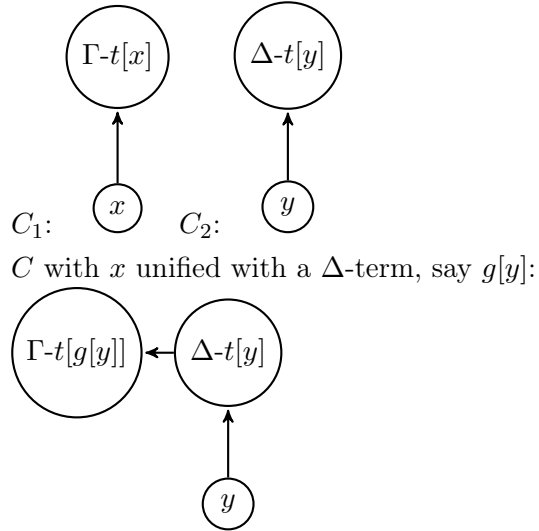 Γ-t[x] Δ-t[y]
x y
C₁: C₂:
C with x unified with a Δ-term, say g[y]:
Γ-t[g[y]] Δ-t[y]
y